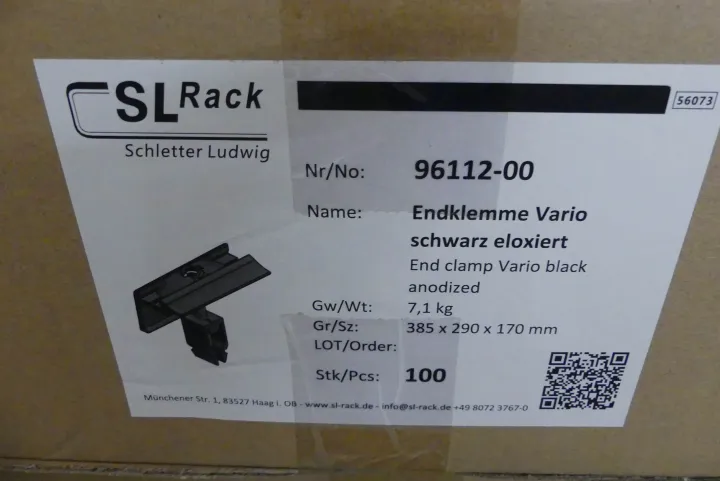 SL Rack
Schletter Ludwig
56073
Nr/No: 96112-00
Name: Endklemme Vario
schwarz eloxiert
End clamp Vario black
anodized
Gw/Wt: 7,1 kg
Gr/Sz: 385 x 290 x 170 mm
LOT/Order:
Stk/Pcs: 100
Münchener Str. 1, 83527 Haag i. OB - www.sl-rack.de - info@sl-rack.de +49 8072 3767-0